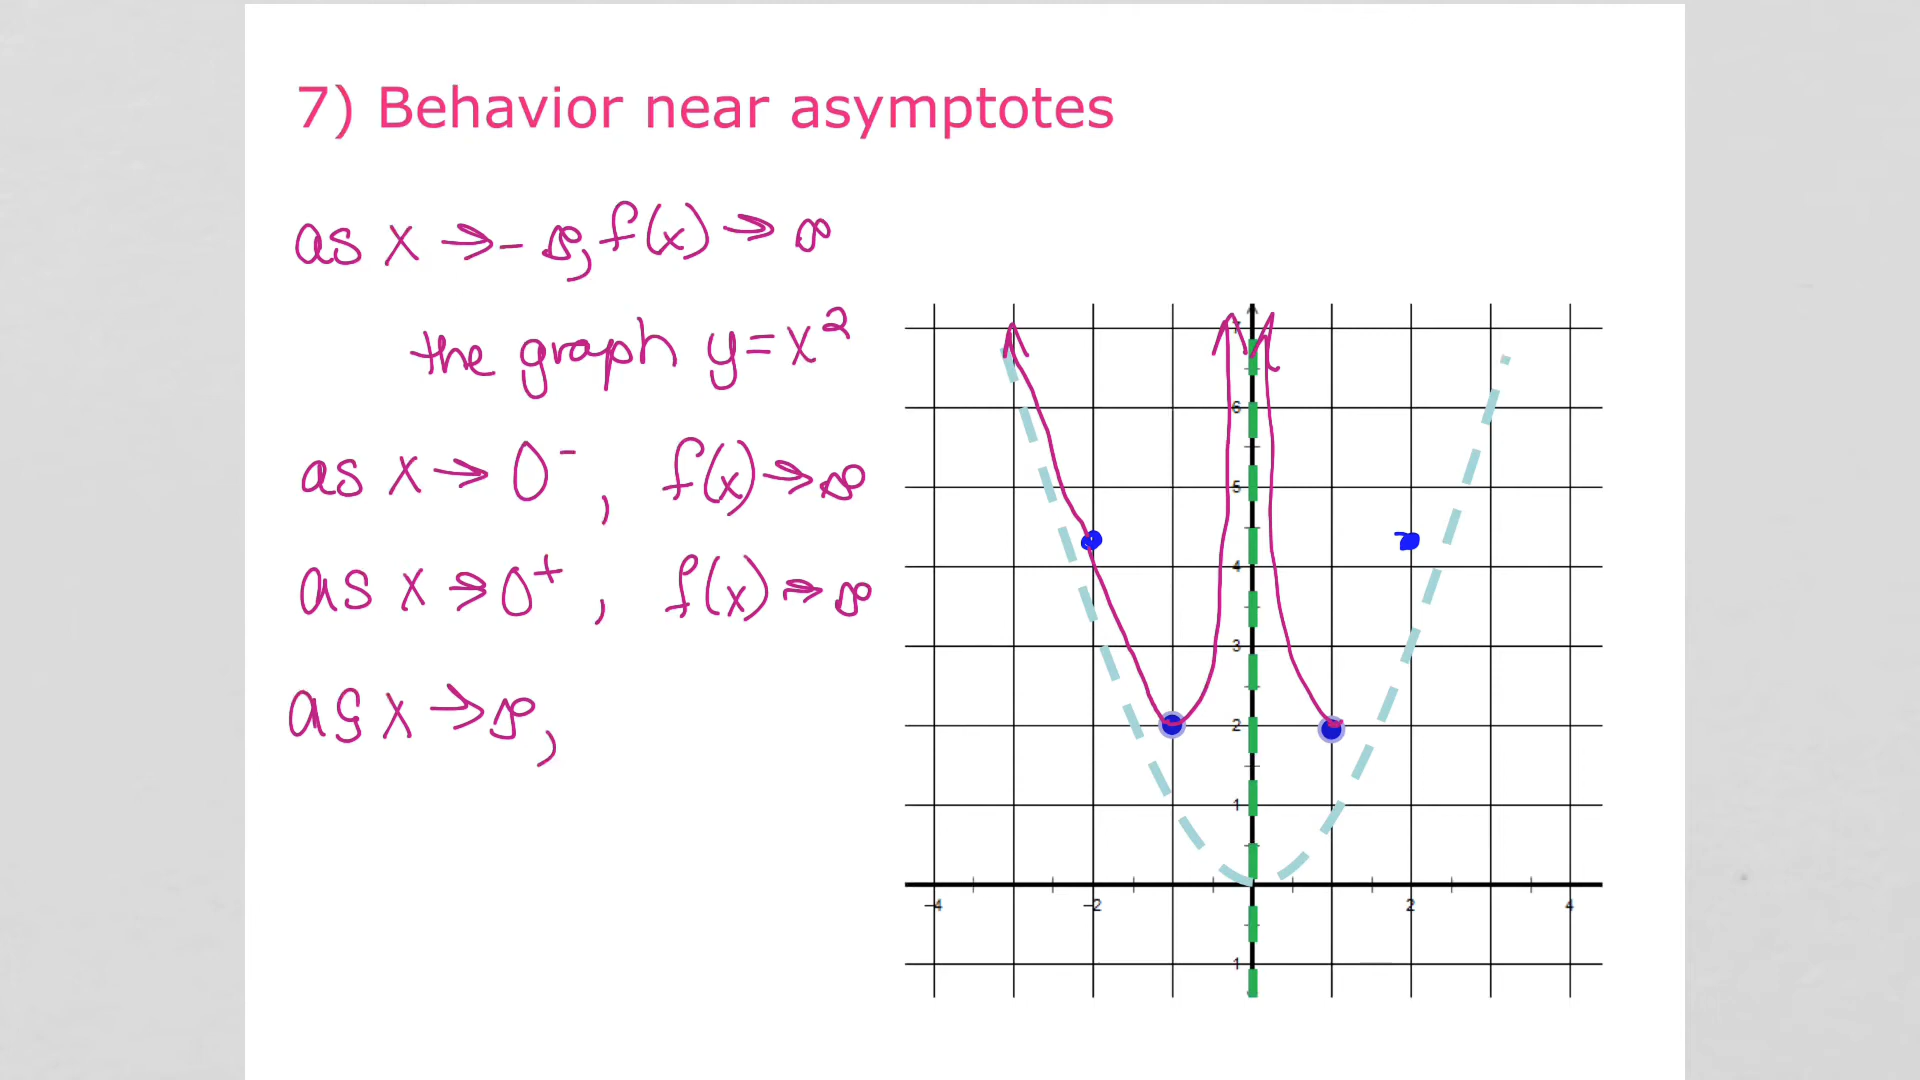 7) Behavior near asymptotes
as x → -∞, f(x) → ∞
the graph y = x²
as x → 0⁻, f(x) → ∞
as x → 0⁺, f(x) → ∞
as x → ∞,
7
6
5
4
3
2
1
-4 -2 2 4
1